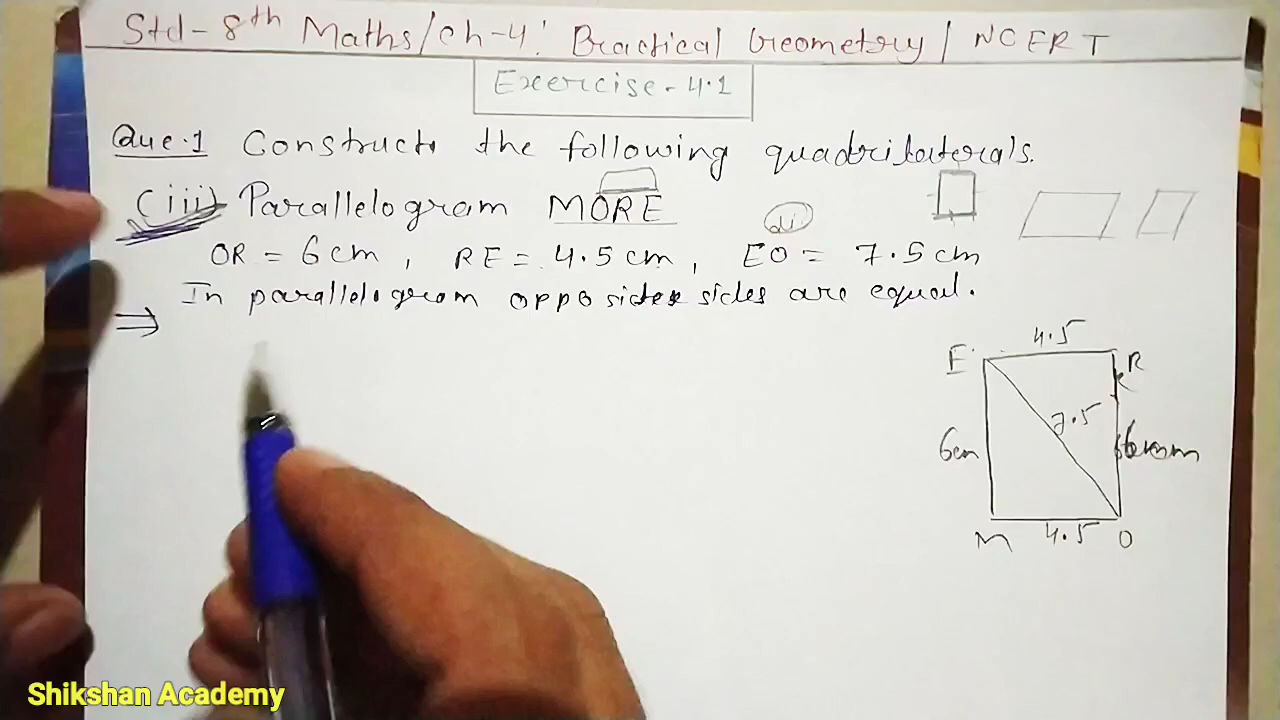 Std - 8th Maths / Ch-4: Practical Geometry / NCERT
Exercise - 4.1
Que.1 Construct the following quadrilaterals.
(iii) Parallelogram MORE
OR = 6 cm, RE = 4.5 cm, EO = 7.5 cm
In parallelogram opposite sides are equal.
⇒
4.5
E R
7.5
6cm
M 4.5 O
Shikshan Academy